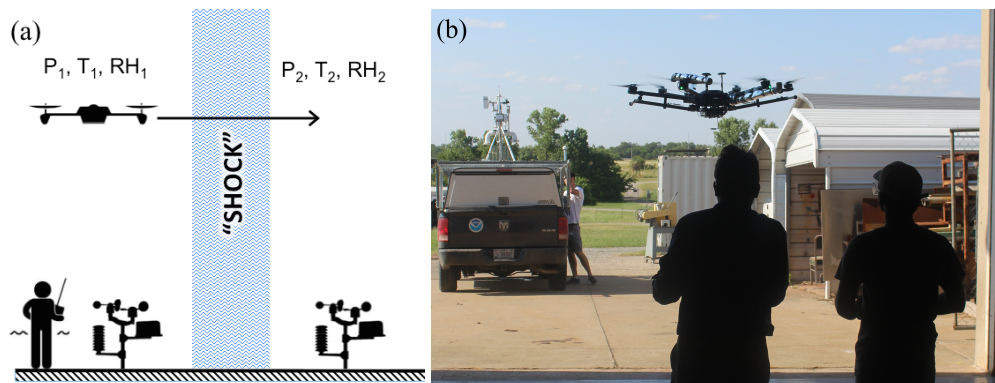 (a)
P1, T1, RH1
P2, T2, RH2
“SHOCK”
(b)